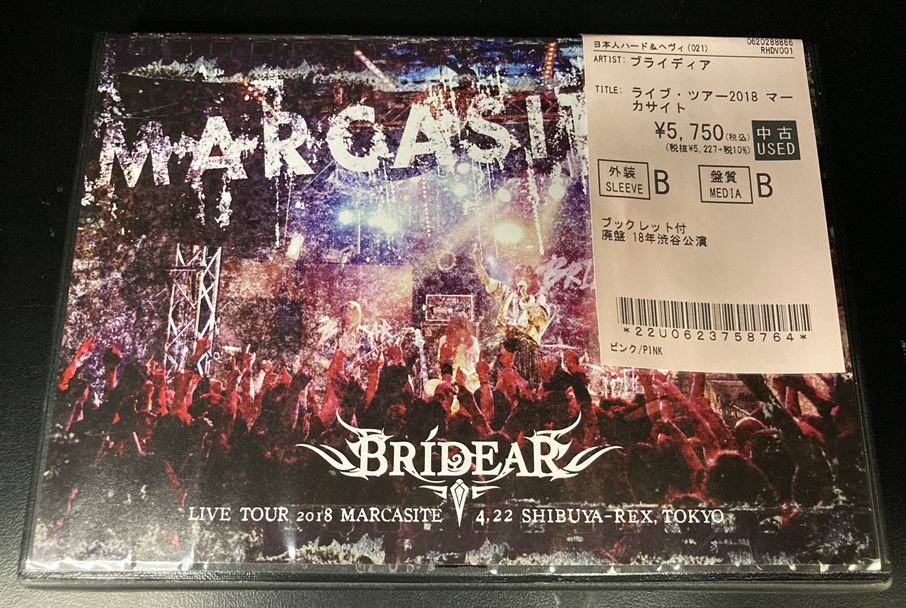 MARCASIT
BRÍDEAR
LIVE TOUR 2018 MARCASITE 4.22 SHIBUYA-REX, TOKYO
日本人ハード&ヘヴィ(021)
0620288866
RHDV001
ARTIST: ブライディア
TITLE: ライブ・ツアー2018 マー
カサイト
¥5,750(税込)
(税抜¥5,227+税10%)
中古
USED
外装
SLEEVE B
盤質
MEDIA B
ブックレット付
廃盤 18年渋谷公演
*22U0623758764*
ピンク/PINK